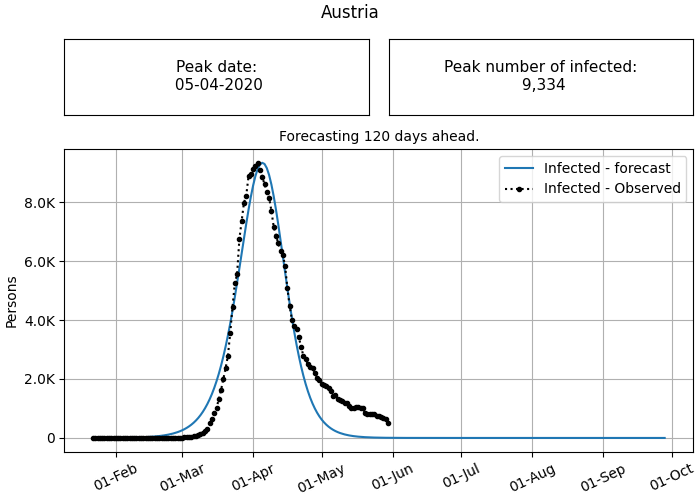 Austria
Peak date:
05-04-2020
Peak number of infected:
9,334
Forecasting 120 days ahead.
Infected - forecast
Infected - Observed
Persons
8.0K
6.0K
4.0K
2.0K
0
01-Feb
01-Mar
01-Apr
01-May
01-Jun
01-Jul
01-Aug
01-Sep
01-Oct